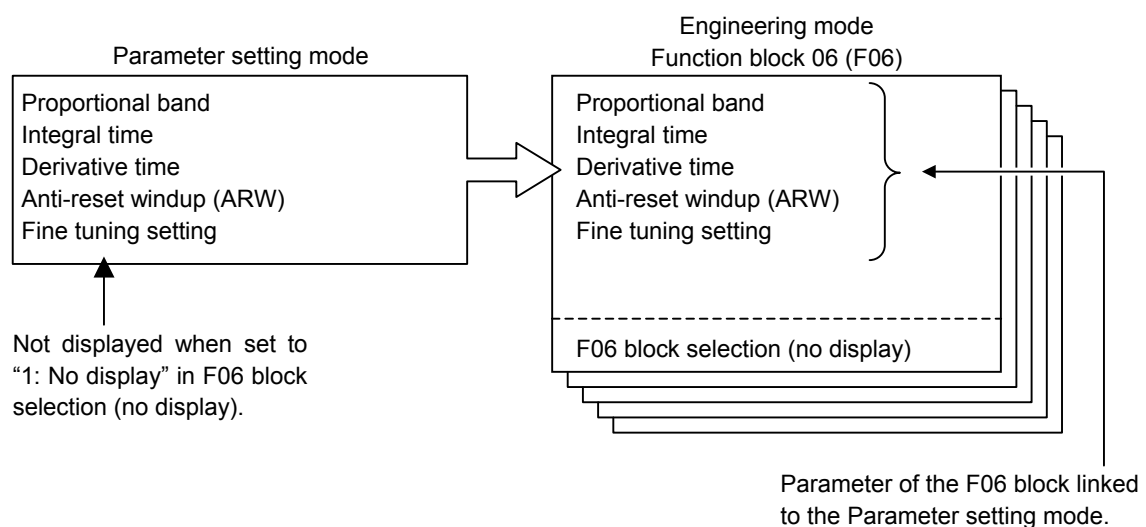 Parameter setting mode
Proportional band
Integral time
Derivative time
Anti-reset windup (ARW)
Fine tuning setting
Not displayed when set to
“1: No display” in F06 block
selection (no display).
Engineering mode
Function block 06 (F06)
Proportional band
Integral time
Derivative time
Anti-reset windup (ARW)
Fine tuning setting
F06 block selection (no display)
Parameter of the F06 block linked
to the Parameter setting mode.